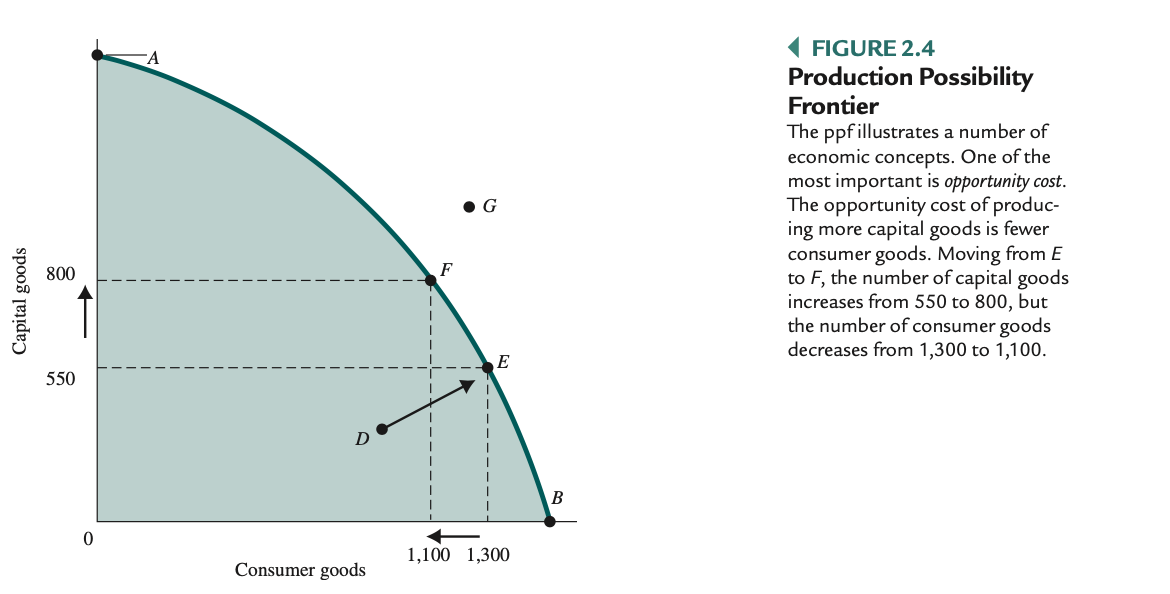 A
G
F
800
Capital goods
E
550
D
B
0
1,100 1,300
Consumer goods
FIGURE 2.4
Production Possibility
Frontier
The ppf illustrates a number of
economic concepts. One of the
most important is opportunity cost.
The opportunity cost of produc-
ing more capital goods is fewer
consumer goods. Moving from E
to F, the number of capital goods
increases from 550 to 800, but
the number of consumer goods
decreases from 1,300 to 1,100.